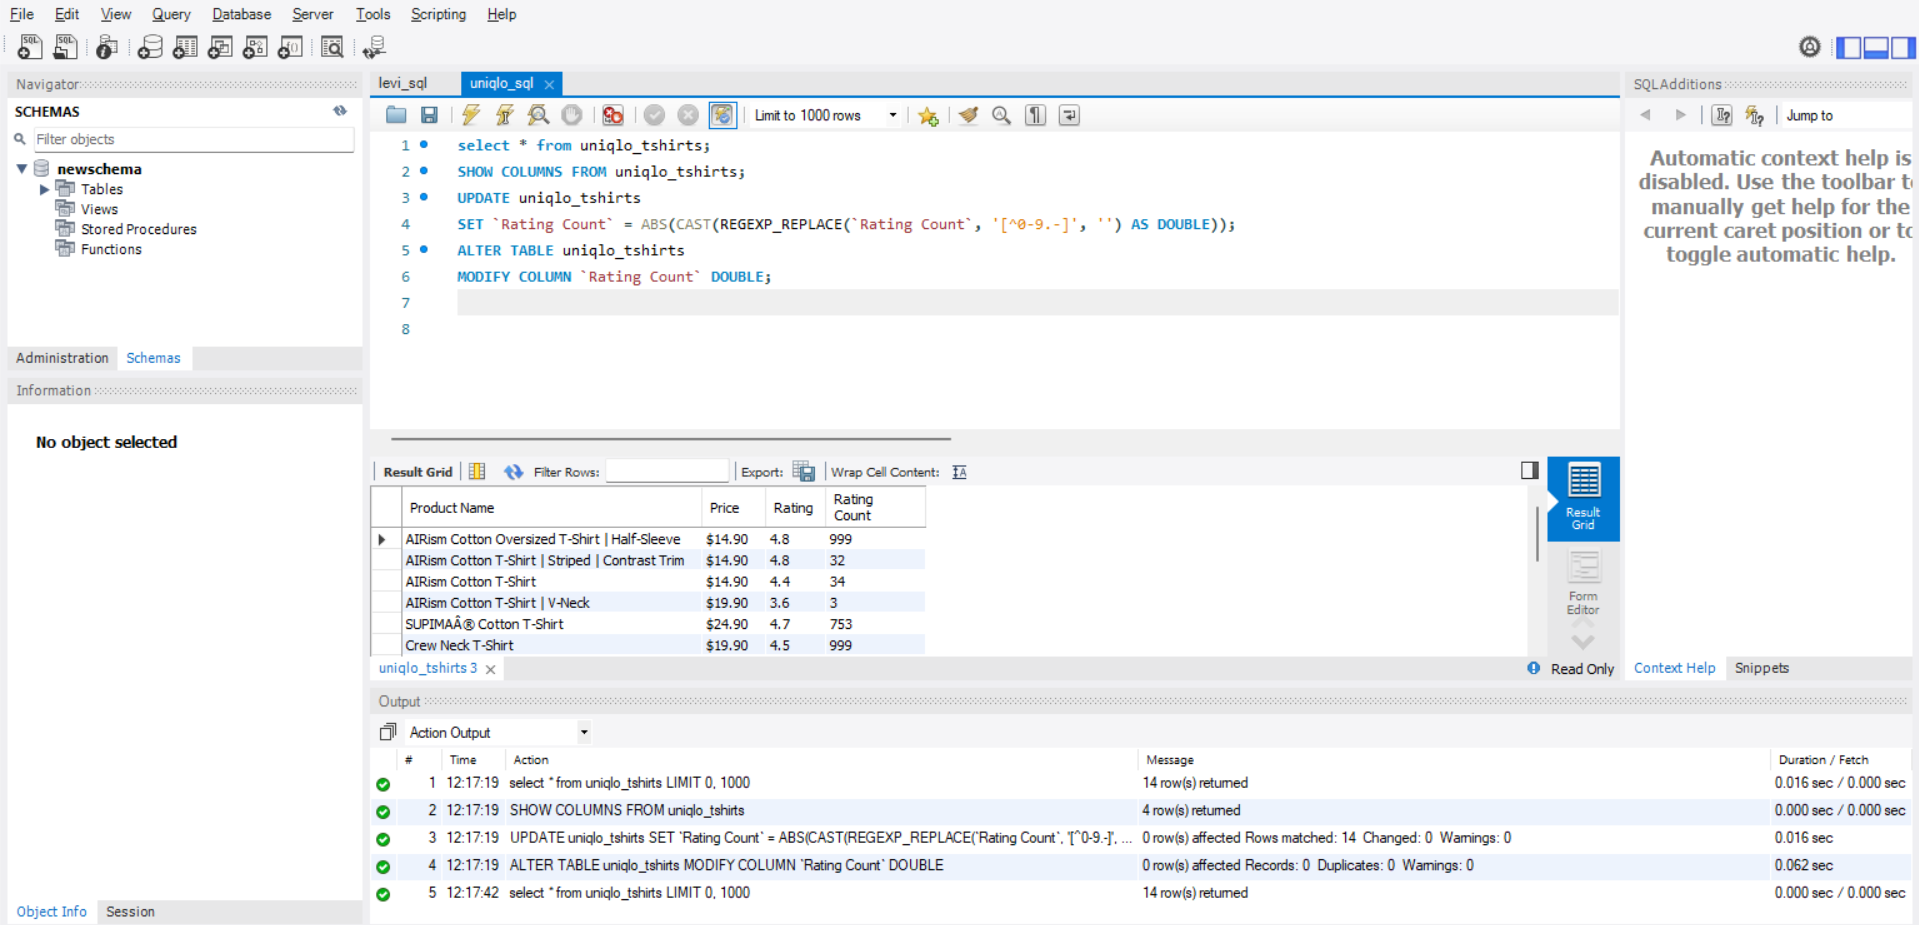 File Edit View Query Database Server Tools Scripting Help
Navigator
SCHEMAS
Filter objects
newschema
Tables
Views
Stored Procedures
Functions
Administration Schemas
Information
No object selected
Object Info Session
levi_sql uniqlo_sql
Limit to 1000 rows
1 select * from uniqlo_tshirts;
2 SHOW COLUMNS FROM uniqlo_tshirts;
3 UPDATE uniqlo_tshirts
4 SET `Rating Count` = ABS(CAST(REGEXP_REPLACE(`Rating Count`, '[^0-9.-]', '') AS DOUBLE));
5 ALTER TABLE uniqlo_tshirts
6 MODIFY COLUMN `Rating Count` DOUBLE;
7
8
Result Grid Filter Rows: Export: Wrap Cell Content:
Product Name Price Rating Rating Count
AIRism Cotton Oversized T-Shirt | Half-Sleeve $14.90 4.8 999
AIRism Cotton T-Shirt | Striped | Contrast Trim $14.90 4.8 32
AIRism Cotton T-Shirt $14.90 4.4 34
AIRism Cotton T-Shirt | V-Neck $19.90 3.6 3
SUPIMAÂ® Cotton T-Shirt $24.90 4.7 753
Crew Neck T-Shirt $19.90 4.5 999
Result Grid
Form Editor
uniqlo_tshirts 3
Read Only
SQLAdditions
Jump to
Automatic context help is
disabled. Use the toolbar t
manually get help for the
current caret position or to
toggle automatic help.
Context Help Snippets
Output
Action Output
# Time Action Message Duration / Fetch
1 12:17:19 select * from uniqlo_tshirts LIMIT 0, 1000 14 row(s) returned 0.016 sec / 0.000 sec
2 12:17:19 SHOW COLUMNS FROM uniqlo_tshirts 4 row(s) returned 0.000 sec / 0.000 sec
3 12:17:19 UPDATE uniqlo_tshirts SET `Rating Count` = ABS(CAST(REGEXP_REPLACE(`Rating Count`, '[^0-9.-]', ... 0 row(s) affected Rows matched: 14 Changed: 0 Warnings: 0 0.016 sec
4 12:17:19 ALTER TABLE uniqlo_tshirts MODIFY COLUMN `Rating Count` DOUBLE 0 row(s) affected Records: 0 Duplicates: 0 Warnings: 0 0.062 sec
5 12:17:42 select * from uniqlo_tshirts LIMIT 0, 1000 14 row(s) returned 0.000 sec / 0.000 sec